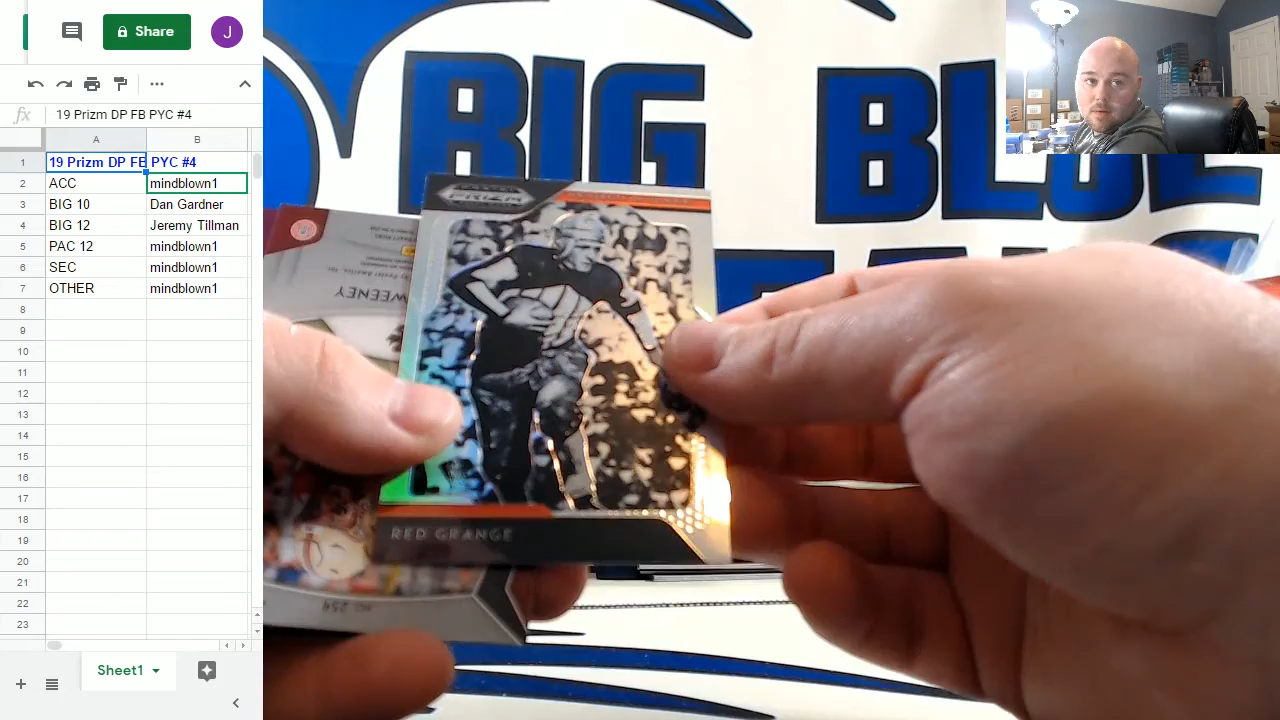 Share
J
fx 19 Prizm DP FB PYC #4
A B
1 19 Prizm DP FB PYC #4
2 ACC mindblown1
3 BIG 10 Dan Gardner
4 BIG 12 Jeremy Tillman
5 PAC 12 mindblown1
6 SEC mindblown1
7 OTHER mindblown1
8
9
10
11
12
13
14
15
16
17
18
19
20
21
22
23
Sheet1
BIG BLUE
PRIZM
WEENEY
RED GRANGE
NO. 254